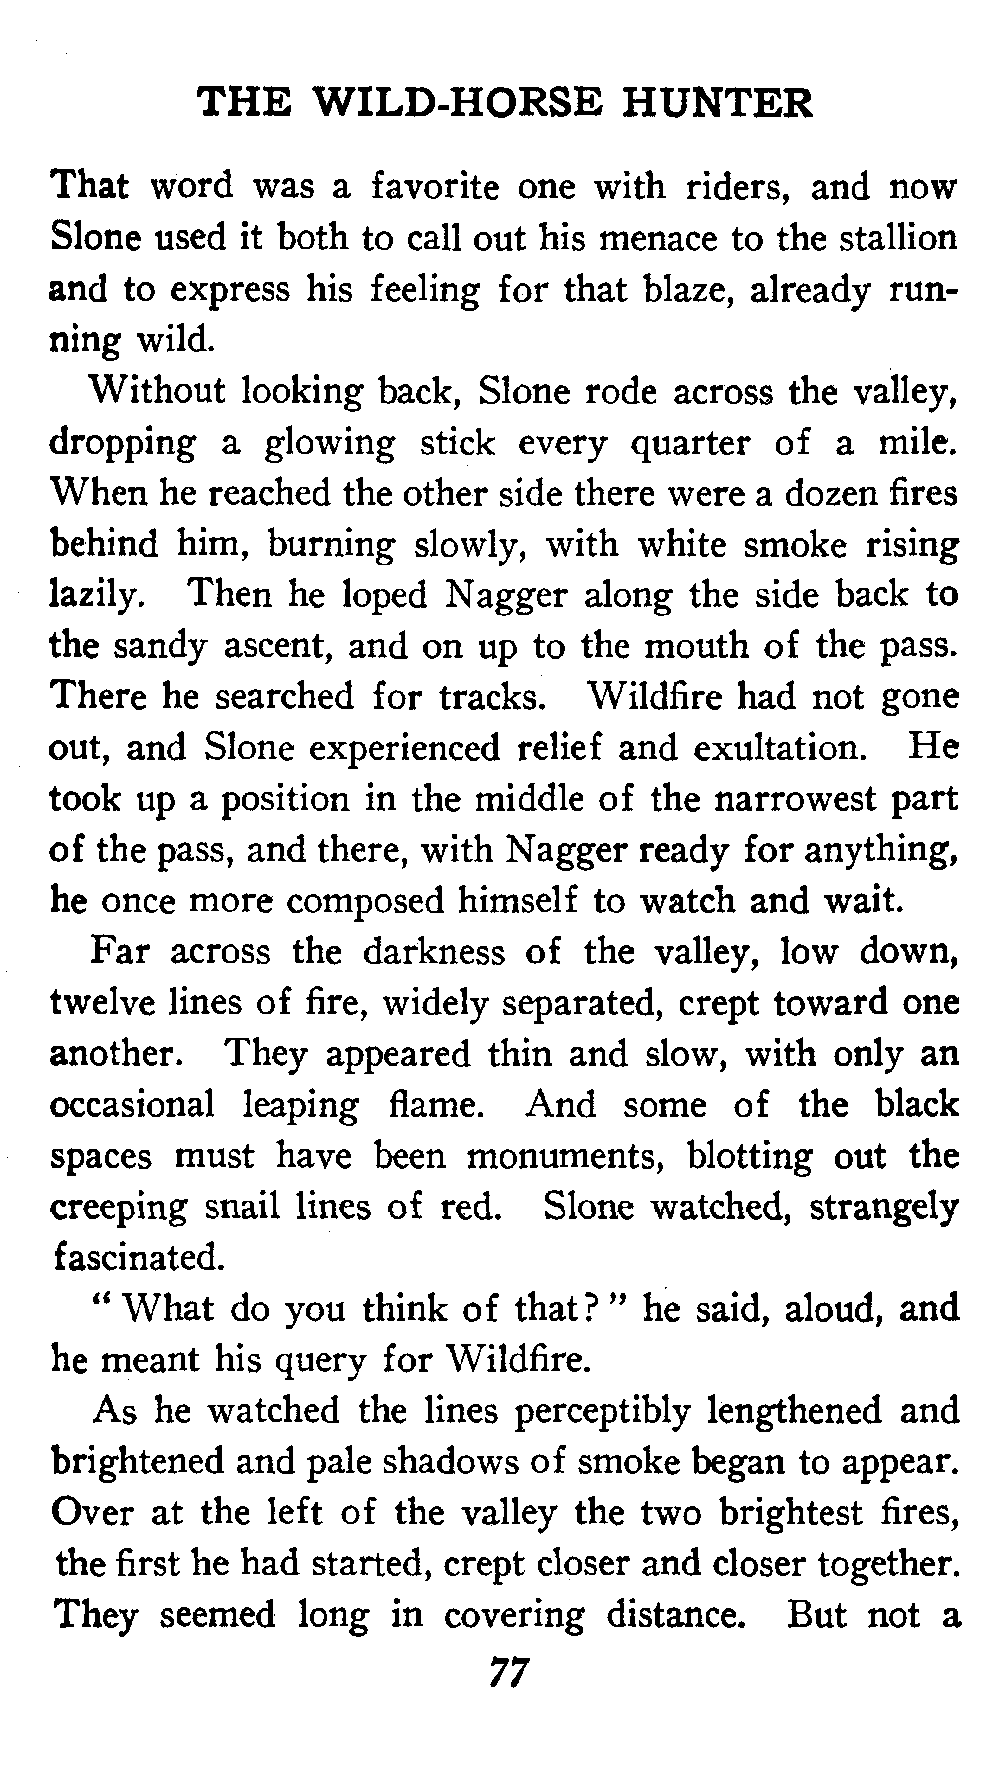 THE WILD-HORSE HUNTER
That word was a favorite one with riders, and now
Slone used it both to call out his menace to the stallion
and to express his feeling for that blaze, already run-
ning wild.
Without looking back, Slone rode across the valley,
dropping a glowing stick every quarter of a mile.
When he reached the other side there were a dozen fires
behind him, burning slowly, with white smoke rising
lazily. Then he loped Nagger along the side back to
the sandy ascent, and on up to the mouth of the pass.
There he searched for tracks. Wildfire had not gone
out, and Slone experienced relief and exultation. He
took up a position in the middle of the narrowest part
of the pass, and there, with Nagger ready for anything,
he once more composed himself to watch and wait.
Far across the darkness of the valley, low down,
twelve lines of fire, widely separated, crept toward one
another. They appeared thin and slow, with only an
occasional leaping flame. And some of the black
spaces must have been monuments, blotting out the
creeping snail lines of red. Slone watched, strangely
fascinated.
“ What do you think of that? ” he said, aloud, and
he meant his query for Wildfire.
As he watched the lines perceptibly lengthened and
brightened and pale shadows of smoke began to appear.
Over at the left of the valley the two brightest fires,
the first he had started, crept closer and closer together.
They seemed long in covering distance. But not a
77